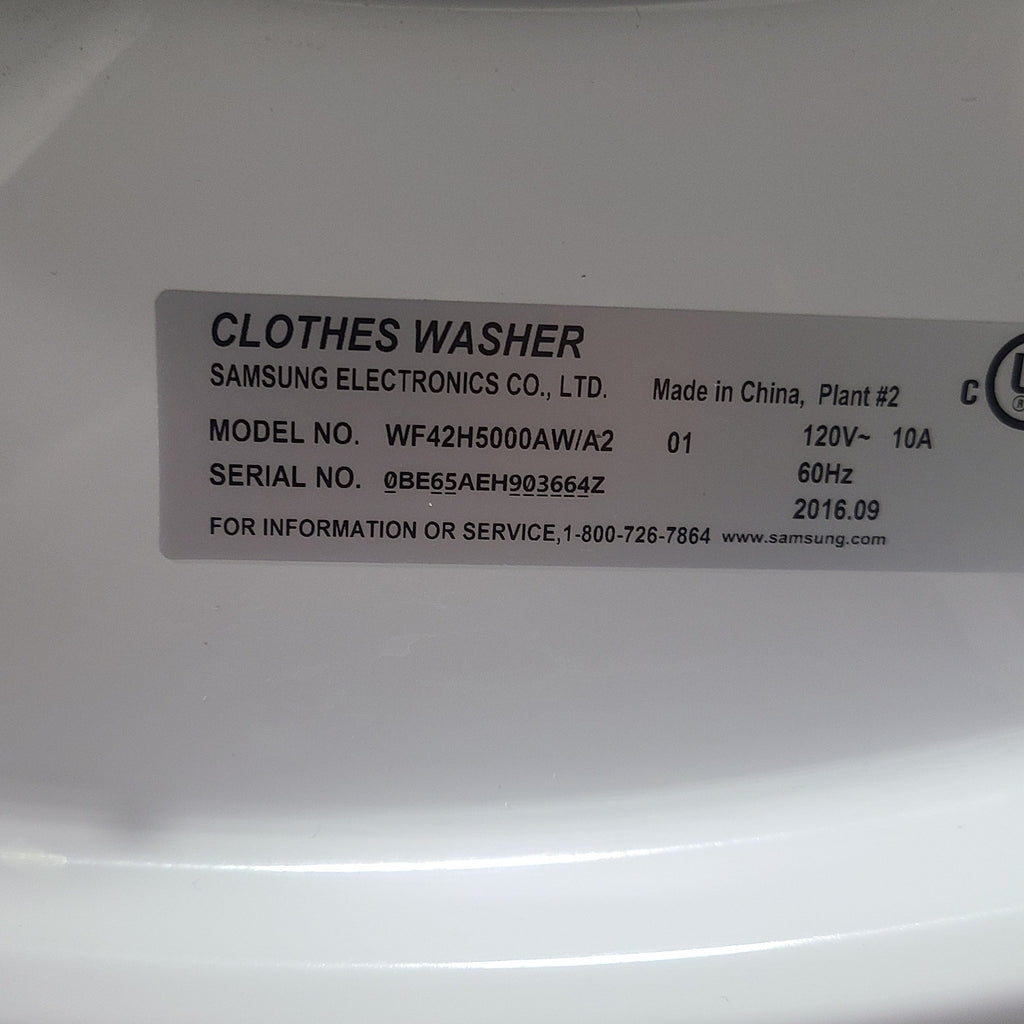 CLOTHES WASHER
SAMSUNG ELECTRONICS CO., LTD. Made in China, Plant #2 C
MODEL NO. WF42H5000AW/A2 01 120V~ 10A
SERIAL NO. 0BE65AEH903664Z 60Hz
2016.09
FOR INFORMATION OR SERVICE,1-800-726-7864 www.samsung.com